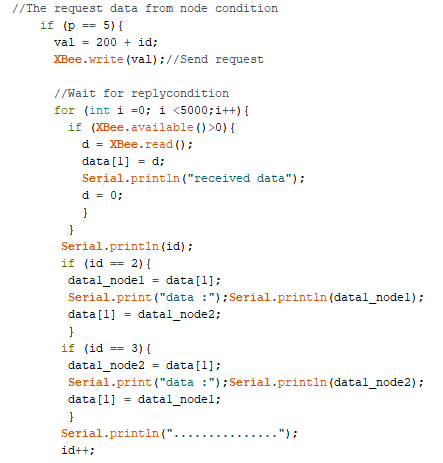 //The request data from node condition
if (p == 5){
val = 200 + id;
XBee.write(val);//Send request
//Wait for replycondition
for (int i =0; i <5000;i++){
if (XBee.available()>0){
d = XBee.read();
data[1] = d;
Serial.println("received data");
d = 0;
}
}
Serial.println(id);
if (id == 2){
data1_node1 = data[1];
Serial.print("data :");Serial.println(data1_node1);
data[1] = data1_node2;
}
if (id == 3){
data1_node2 = data[1];
Serial.print("data :");Serial.println(data1_node2);
data[1] = data1_node1;
}
Serial.println("...............");
id++;